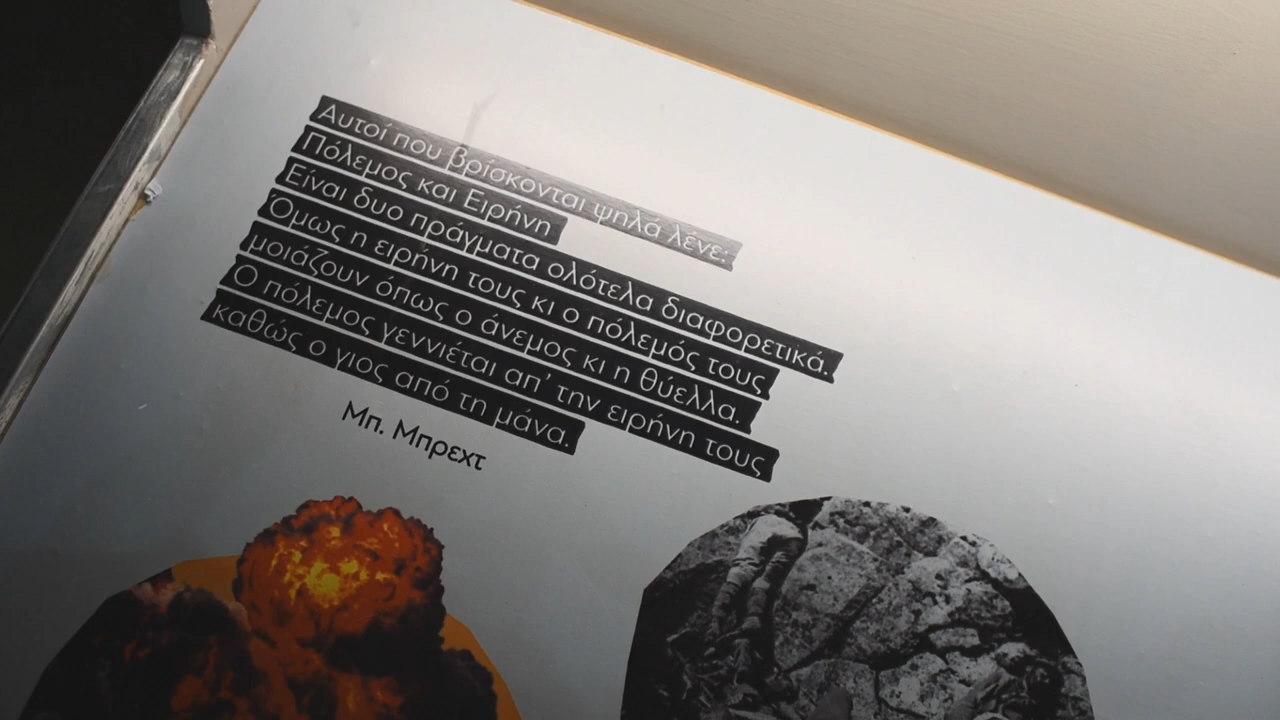 Αυτοί που βρίσκονται ψηλά λένε:
Πόλεμος και Ειρήνη
Είναι δυο πράγματα ολότελα διαφορετικά.
Όμως η ειρήνη τους κι ο πόλεμός τους
μοιάζουν όπως ο άνεμος κι η θύελλα.
Ο πόλεμος γεννιέται απ’ την ειρήνη τους
καθώς ο γιος από τη μάνα.
Μπ. Μπρεχτ